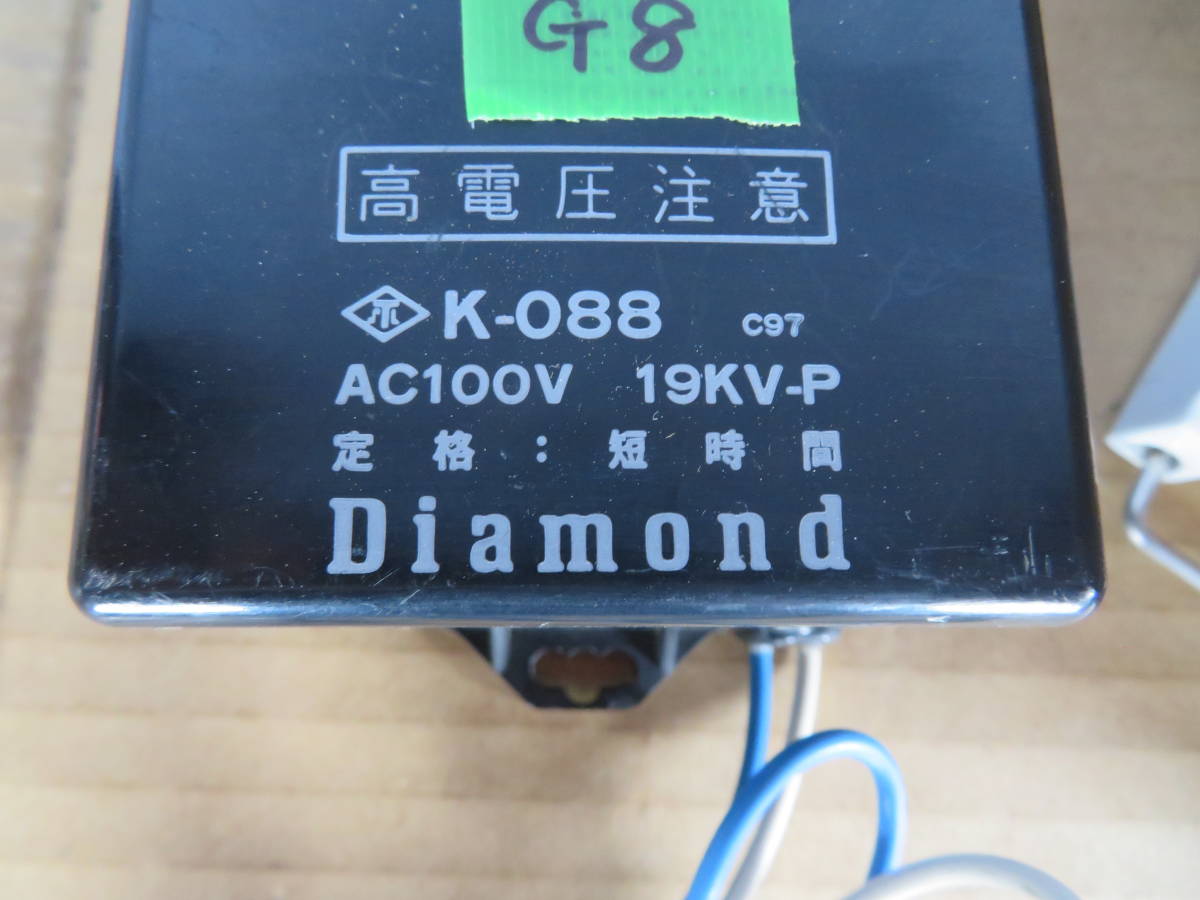 G8
高電圧注意
K-088 C97
AC100V 19KV-P
定格：短時間
Diamond